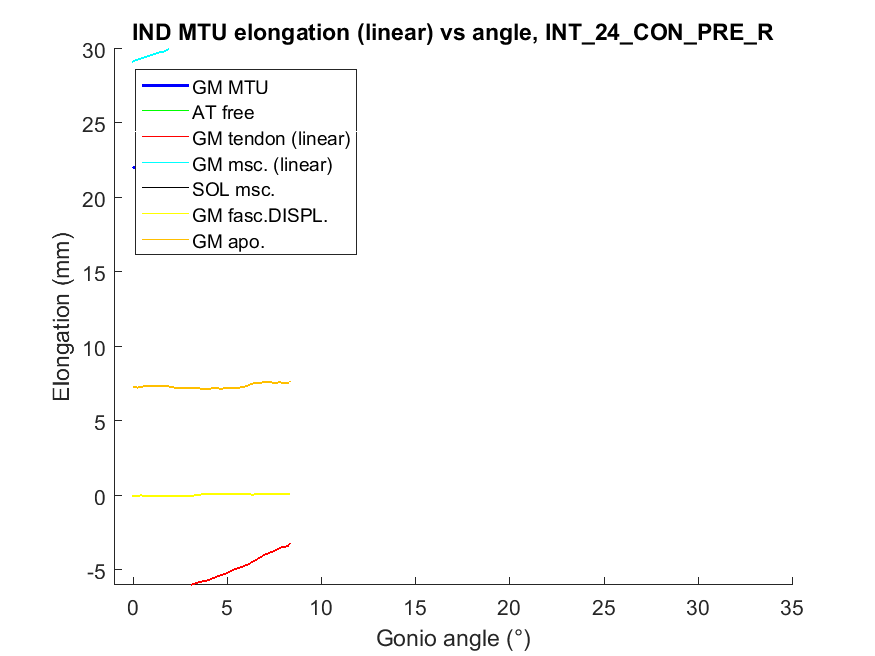 IND MTU elongation (linear) vs angle, INT_24_CON_PRE_R
30
25
20
15
10
5
0
-5
Elongation (mm)
GM MTU
AT free
GM tendon (linear)
GM msc. (linear)
SOL msc.
GM fasc.DISPL.
GM apo.
0 5 10 15 20 25 30 35
Gonio angle (°)